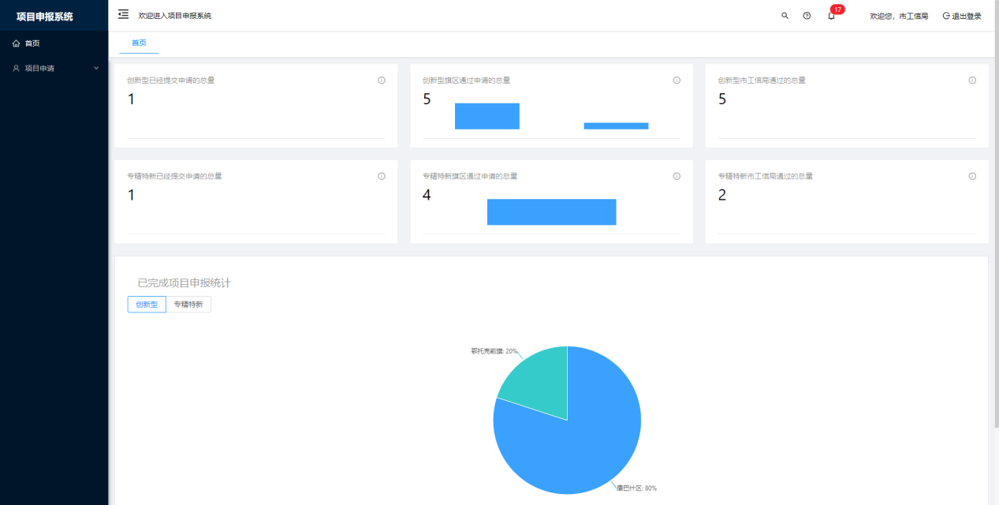 项目申报系统
欢迎进入项目申报系统
17
欢迎您，市工信局
退出登录
首页
项目申请
首页
创新型已经提交申请的总量
1
创新型旗区通过申请的总量
5
创新型市工信局通过的总量
5
专精特新已经提交申请的总量
1
专精特新旗区通过申请的总量
4
专精特新市工信局通过的总量
2
已完成项目申报统计
创新型
专精特新
鄂托克前旗: 20%
康巴什区: 80%